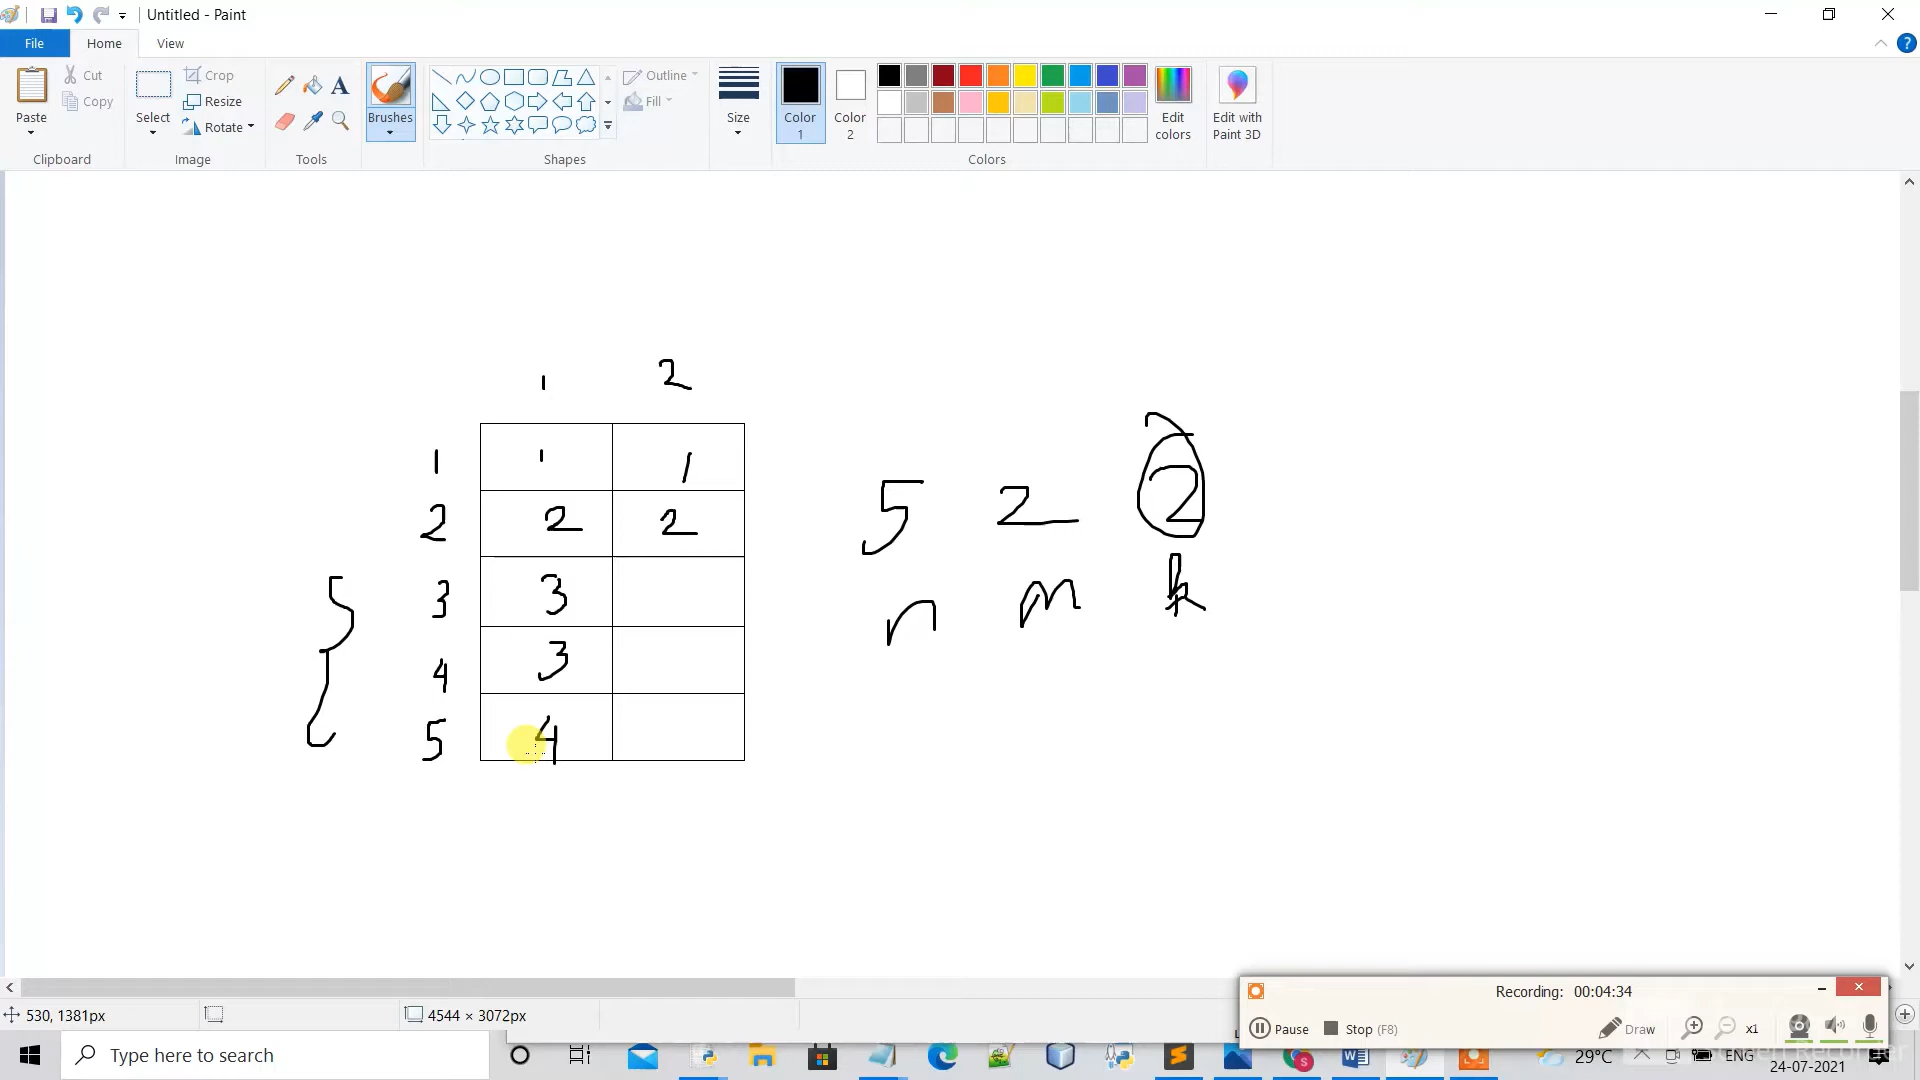 Untitled - Paint
File Home View
Paste
Cut
Copy
Clipboard
Select
Crop
Resize
Rotate
Image
Tools
Brushes
Shapes
Outline
Fill
Size
Color 1
Color 2
Colors
Edit colors
Edit with Paint 3D
1 2
1 1 1
2 2 2
3 3
4 3
5 4
5 2 2
n m k
530, 1381px
4544 × 3072px
Recording: 00:04:34
Pause
Stop (F8)
Draw
x1
Type here to search
29°C
ENG
24-07-2021